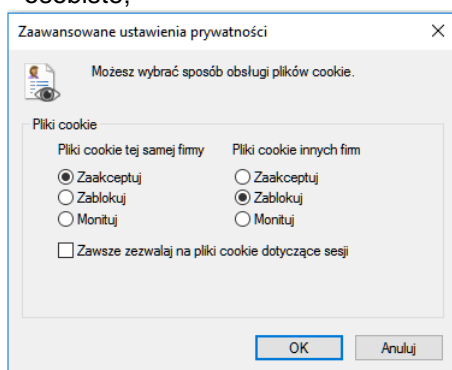 Zaawansowane ustawienia prywatności
Możesz wybrać sposób obsługi plików cookie.
Pliki cookie
Pliki cookie tej samej firmy Pliki cookie innych firm
Zaakceptuj Zaakceptuj
Zablokuj Zablokuj
Monituj Monituj
Zawsze zezwalaj na pliki cookie dotyczące sesji
OK Anuluj